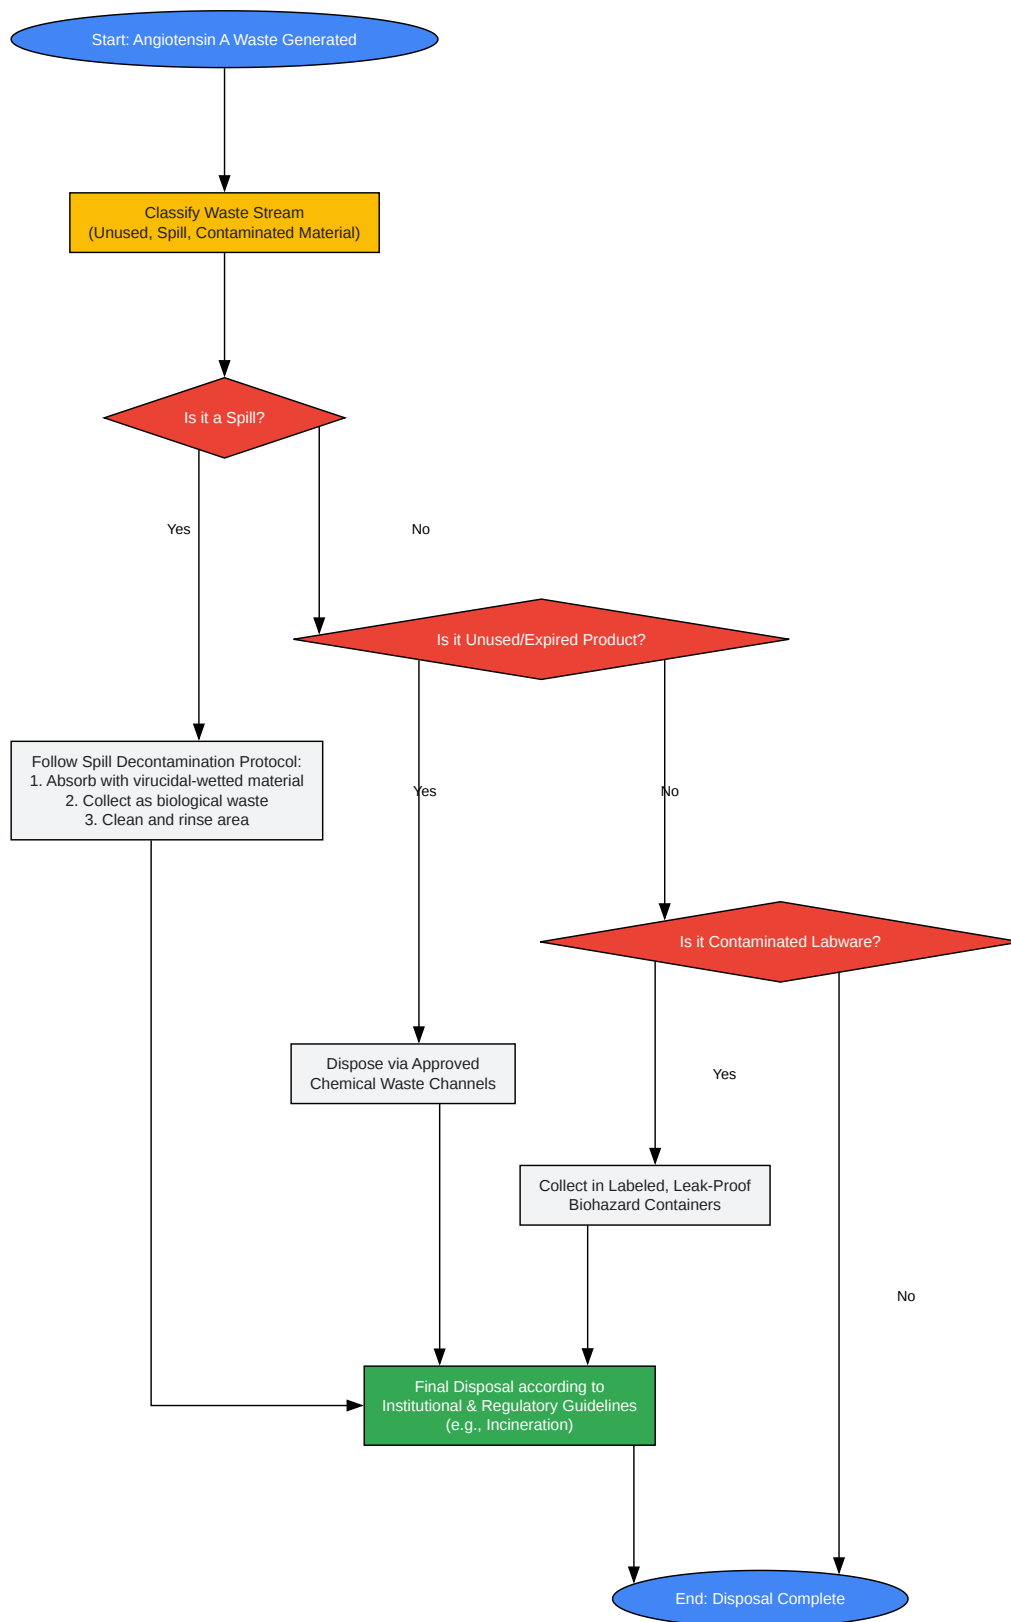 Start: Angiotensin A Waste Generated
Classify Waste Stream
(Unused, Spill, Contaminated Material)
Is it a Spill?
Yes
No
Is it Unused/Expired Product?
Follow Spill Decontamination Protocol:
1. Absorb with virucidal-wetted material
2. Collect as biological waste
3. Clean and rinse area
Yes
No
Is it Contaminated Labware?
Dispose via Approved
Chemical Waste Channels
Yes
Collect in Labeled, Leak-Proof
Biohazard Containers
No
Final Disposal according to
Institutional & Regulatory Guidelines
(e.g., Incineration)
End: Disposal Complete